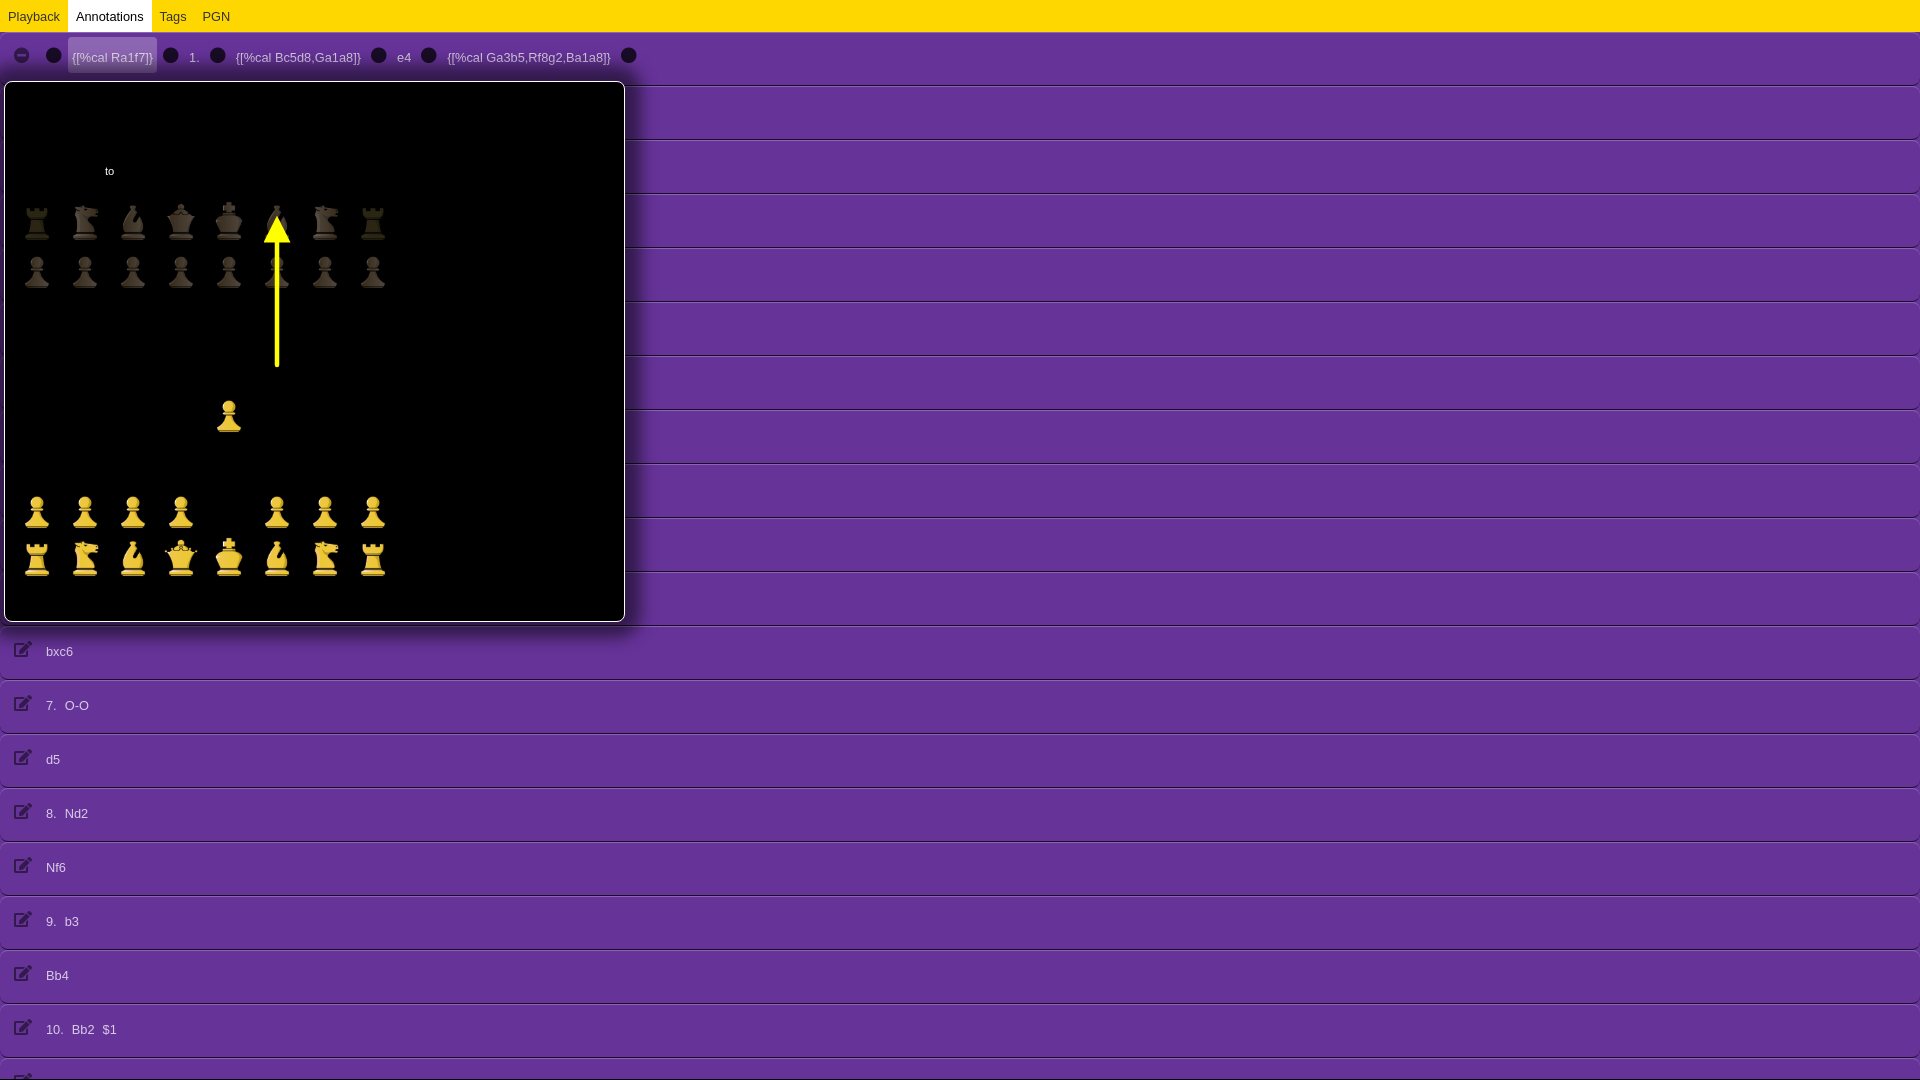 Playback Annotations Tags PGN
{[%cal Ra1f7]} 1. {[%cal Bc5d8,Ga1a8]} e4 {[%cal Ga3b5,Rf8g2,Ba1a8]}
to
bxc6
7. O-O
d5
8. Nd2
Nf6
9. b3
Bb4
10. Bb2 $1